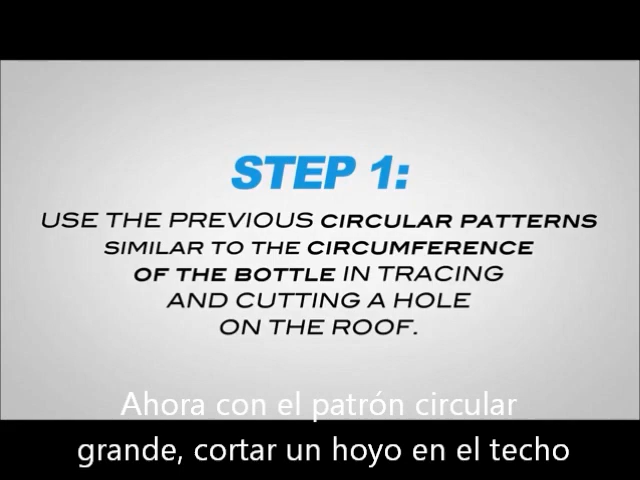 STEP 1:
USE THE PREVIOUS CIRCULAR PATTERNS
SIMILAR TO THE CIRCUMFERENCE
OF THE BOTTLE IN TRACING
AND CUTTING A HOLE
ON THE ROOF.
Ahora con el patrón circular
grande, cortar un hoyo en el techo